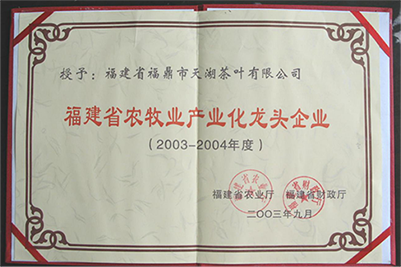 授予：福建省福鼎市天湖茶叶有限公司
福建省农牧业产业化龙头企业
（2003-2004年度）
福建省农业厅 福建省财政厅
二〇〇三年九月